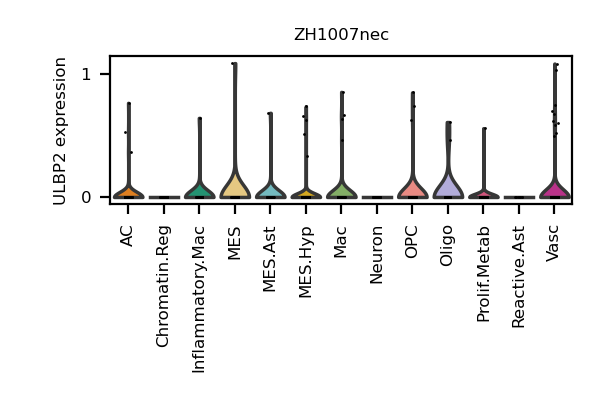 ZH1007nec
ULBP2 expression
1
0
AC
Chromatin.Reg
Inflammatory.Mac
MES
MES.Ast
MES.Hyp
Mac
Neuron
OPC
Oligo
Prolif.Metab
Reactive.Ast
Vasc